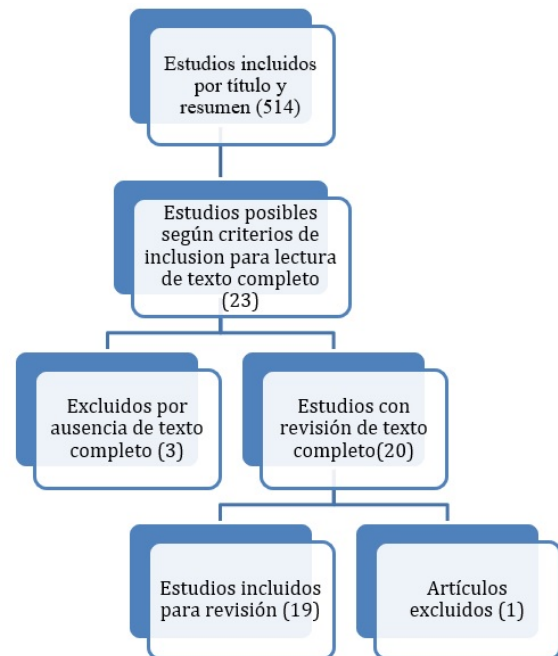 Estudios incluidos
por título y
resumen (514)
Estudios posibles
según criterios de
inclusion para lectura
de texto completo
(23)
Excluidos por
ausencia de texto
completo (3)
Estudios con
revisión de texto
completo(20)
Estudios incluidos
para revisión (19)
Artículos
excluidos (1)